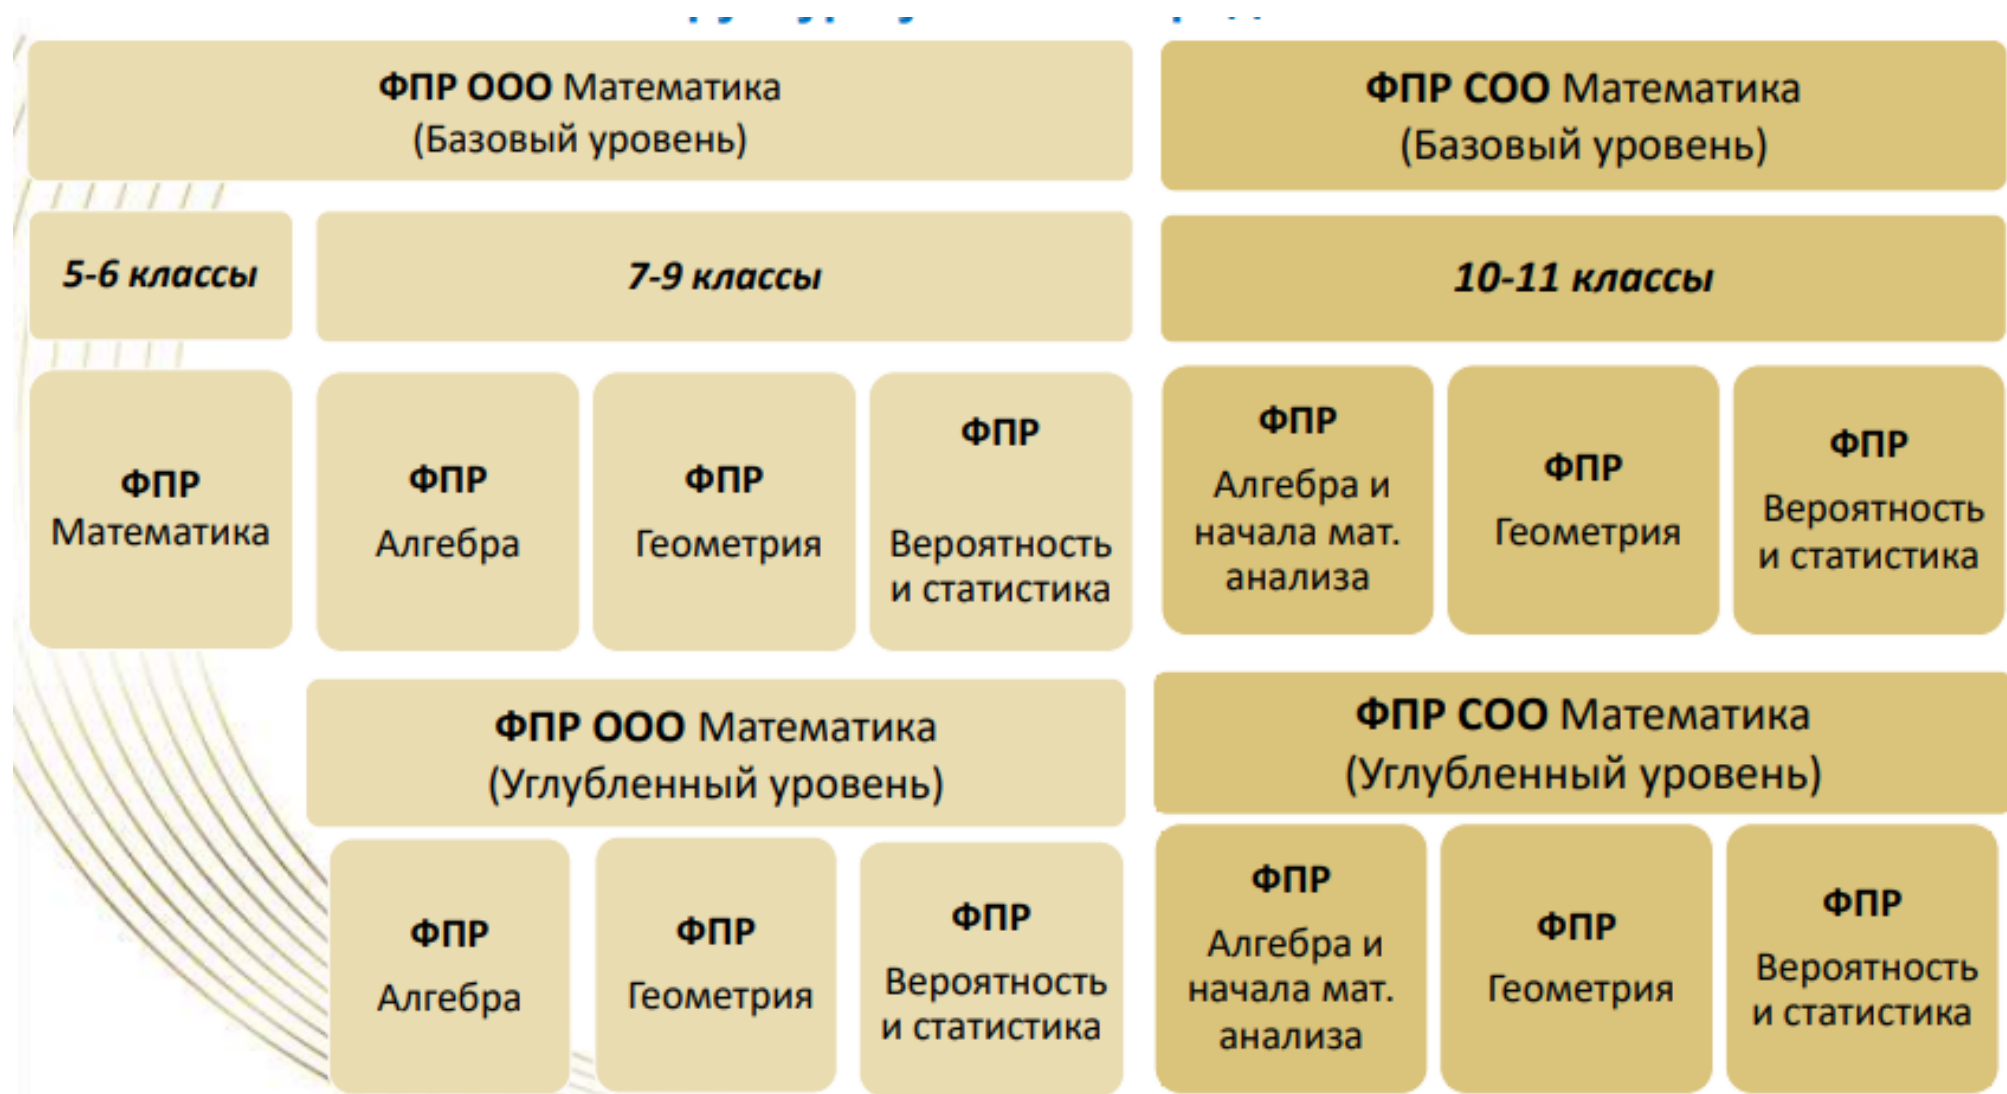 ФПР ООО Математика
(Базовый уровень)
ФПР СОО Математика
(Базовый уровень)
5-6 классы
7-9 классы
10-11 классы
ФПР
Математика
ФПР
Алгебра
ФПР
Геометрия
ФПР
Вероятность
и статистика
ФПР
Алгебра и
начала мат.
анализа
ФПР
Геометрия
ФПР
Вероятность
и статистика
ФПР ООО Математика
(Углубленный уровень)
ФПР СОО Математика
(Углубленный уровень)
ФПР
Алгебра
ФПР
Геометрия
ФПР
Вероятность
и статистика
ФПР
Алгебра и
начала мат.
анализа
ФПР
Геометрия
ФПР
Вероятность
и статистика